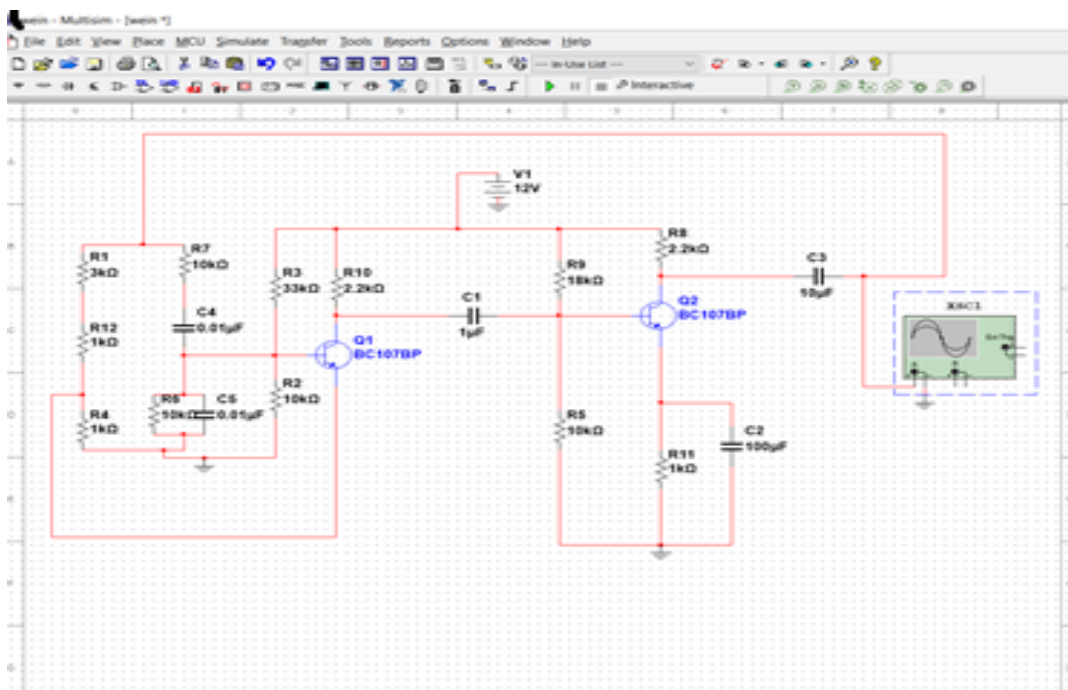 wein - Multisim - [wein *]
File Edit View Place MCU Simulate Transfer Tools Reports Options Window Help
--- In-Use List ---
Interactive
V1
12V
R1
3kΩ
R7
10kΩ
R3
33kΩ
R10
2.2kΩ
R9
18kΩ
R8
2.2kΩ
C3
10µF
R12
1kΩ
C4
0.01µF
C1
1µF
Q1
BC107BP
Q2
BC107BP
XSC1
R4
1kΩ
R6
10kΩ
C5
0.01µF
R2
10kΩ
R5
10kΩ
R11
1kΩ
C2
100µF